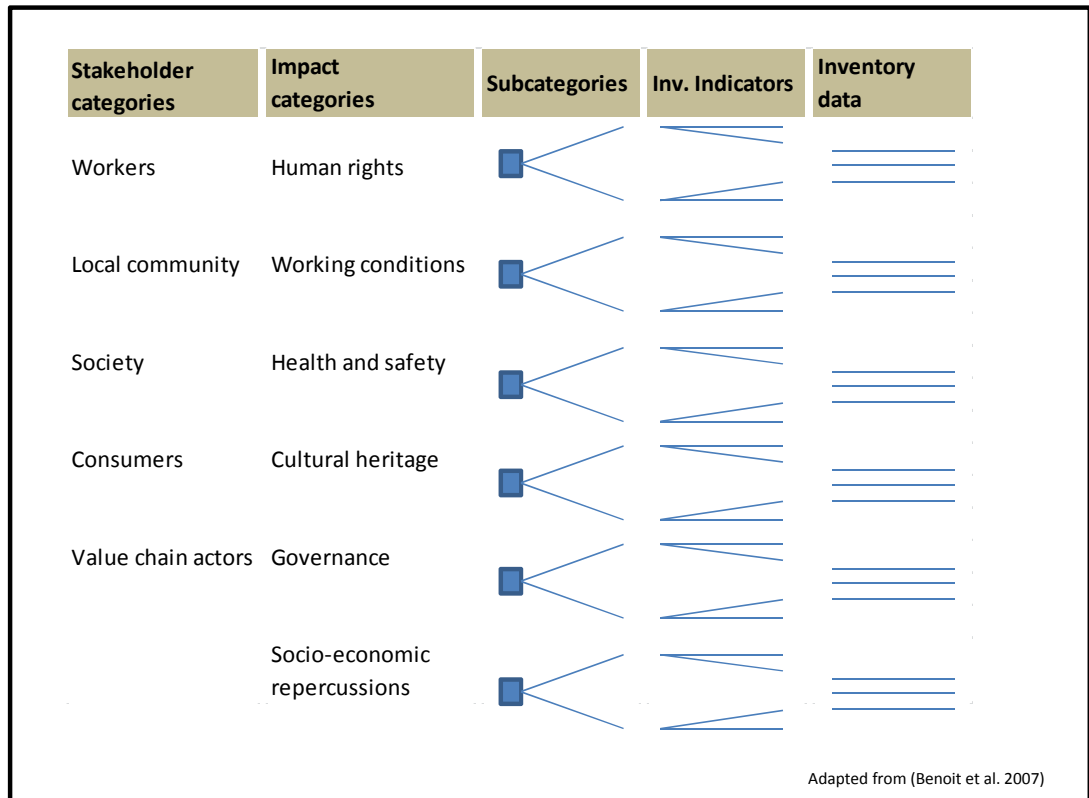 Stakeholder
categories
Impact
categories
Subcategories
Inv. Indicators
Inventory
data
Workers
Human rights
Local community
Working conditions
Society
Health and safety
Consumers
Cultural heritage
Value chain actors
Governance
Socio-economic
repercussions
Adapted from (Benoit et al. 2007)